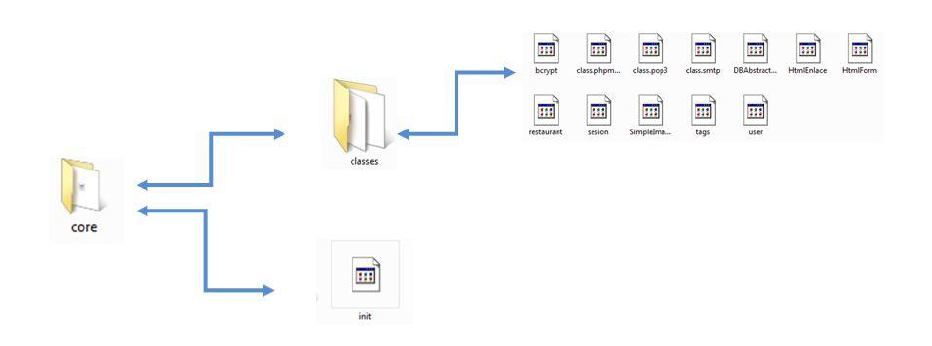 bcrypt class.phpm... class.pop3 class.smtp DBAbstract... HtmlEnlace HtmlForm
restaurant sesion SimpleIma... tags user
classes
core
init